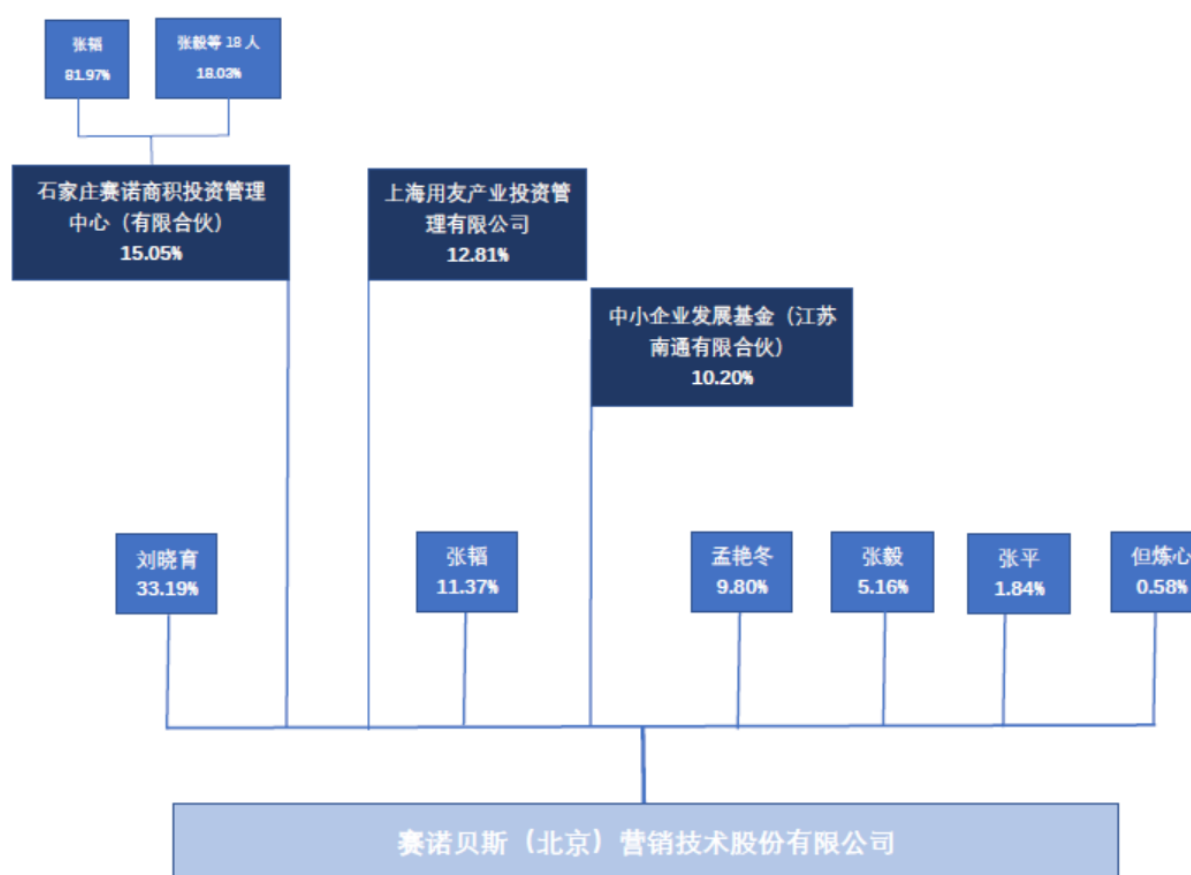 张韬
81.97%
张毅等 18 人
18.03%
石家庄赛诺商积投资管理
中心（有限合伙）
15.05%
上海用友产业投资管
理有限公司
12.81%
中小企业发展基金（江苏
南通有限合伙）
10.20%
刘晓育
33.19%
张韬
11.37%
孟艳冬
9.80%
张毅
5.16%
张平
1.84%
但炼心
0.58%
赛诺贝斯（北京）营销技术股份有限公司